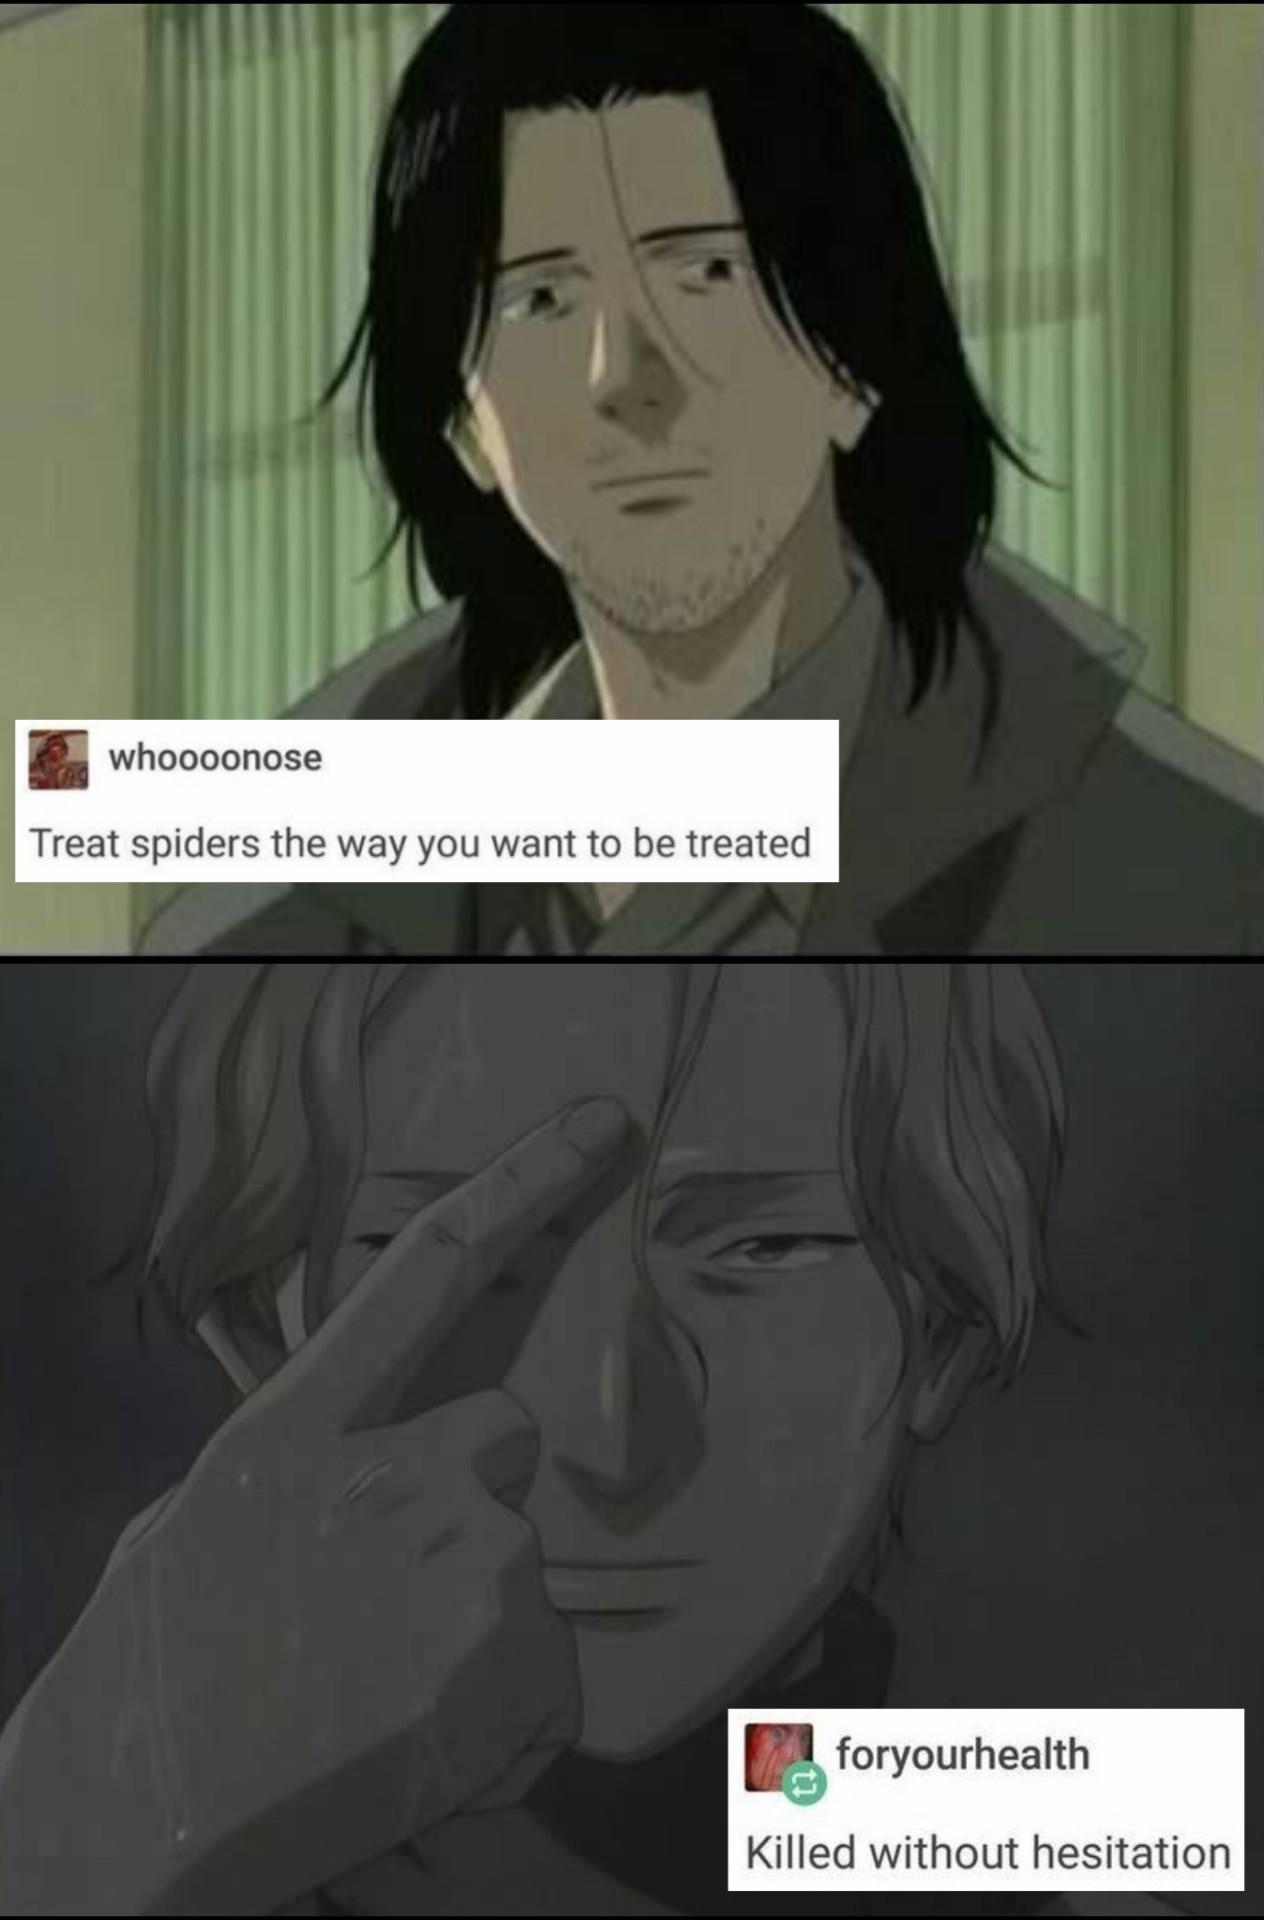 whoooonose
Treat spiders the way you want to be treated
foryourhealth
Killed without hesitation